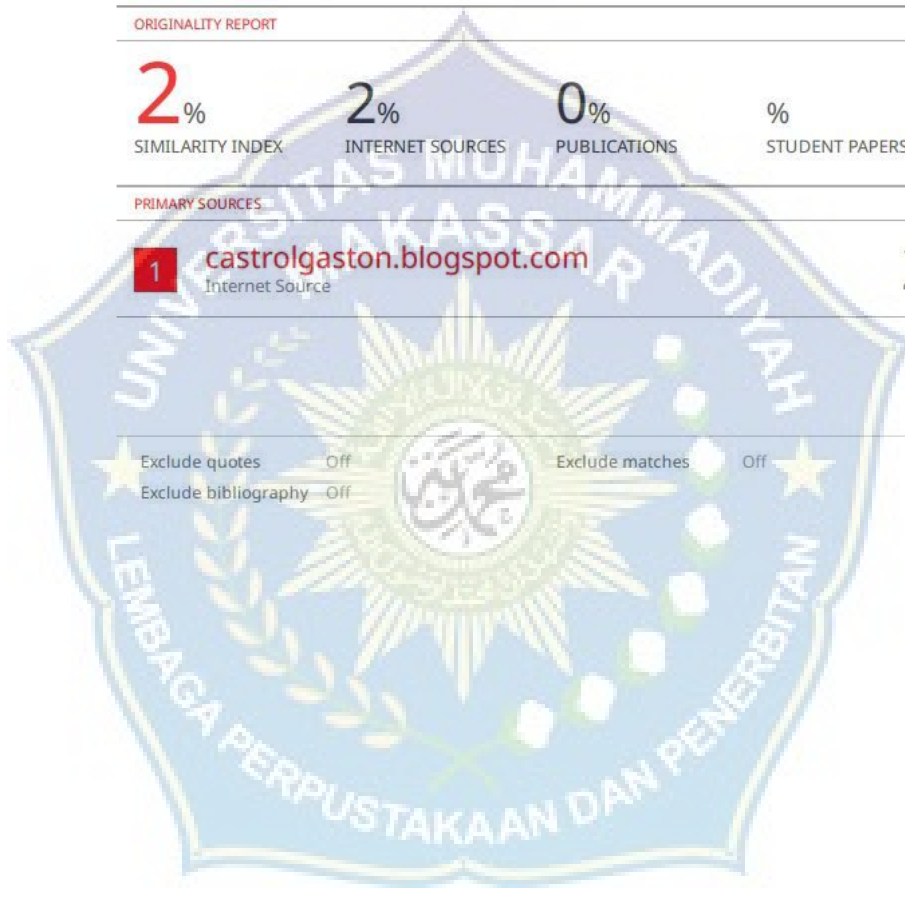 ORIGINALITY REPORT
2%
SIMILARITY INDEX
2%
INTERNET SOURCES
0%
PUBLICATIONS
%
STUDENT PAPERS
PRIMARY SOURCES
1 castrolgaston.blogspot.com
Internet Source
Exclude quotes Off
Exclude bibliography Off
Exclude matches Off
UNIVERSITAS MUHAMMADIYAH
MAKASSAR
LEMBAGA PERPUSTAKAAN DAN PENERBITAN